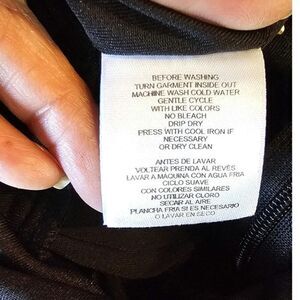 BEFORE WASHING
TURN GARMENT INSIDE OUT
MACHINE WASH COLD WATER
GENTLE CYCLE
WITH LIKE COLORS
NO BLEACH
DRIP DRY
PRESS WITH COOL IRON IF
NECESSARY
OR DRY CLEAN
ANTES DE LAVAR
VOLTEAR PRENDA AL REVÉS
LAVAR A MAQUINA CON AGUA FRIA
CICLO SUAVE
CON COLORES SIMILARES
NO UTILIZAR CLORO
SECAR AL AIRE
PLANCHA FRIA SI ES NECESARIO
O LAVAR EN SECO